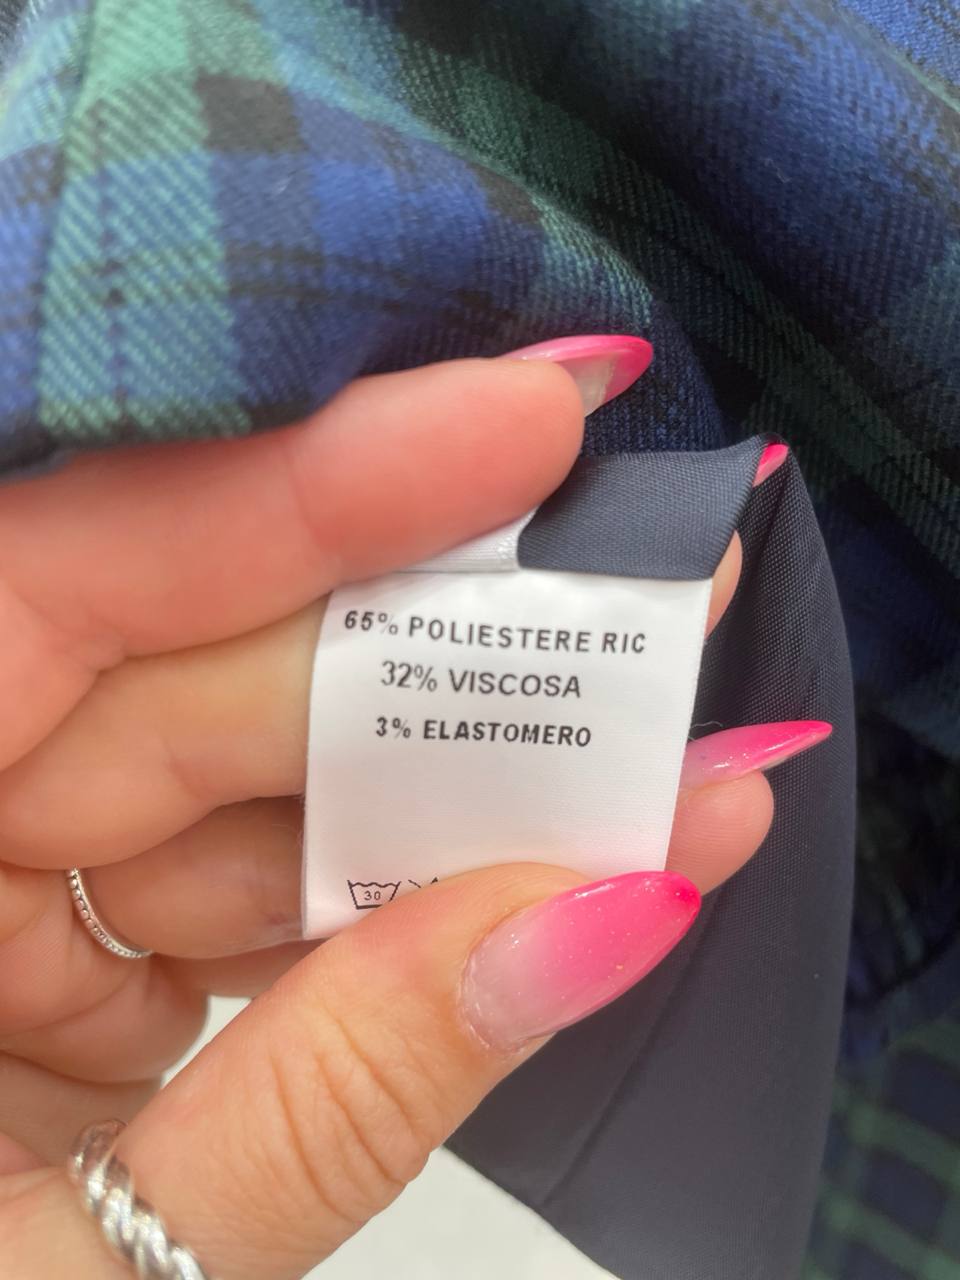 65% POLIESTERE RIC
32% VISCOSA
3% ELASTOMERO
30